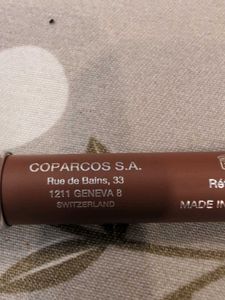 COPARCOS S.A.
Rue de Bains, 33
1211 GENEVA 8
SWITZERLAND
MADE IN